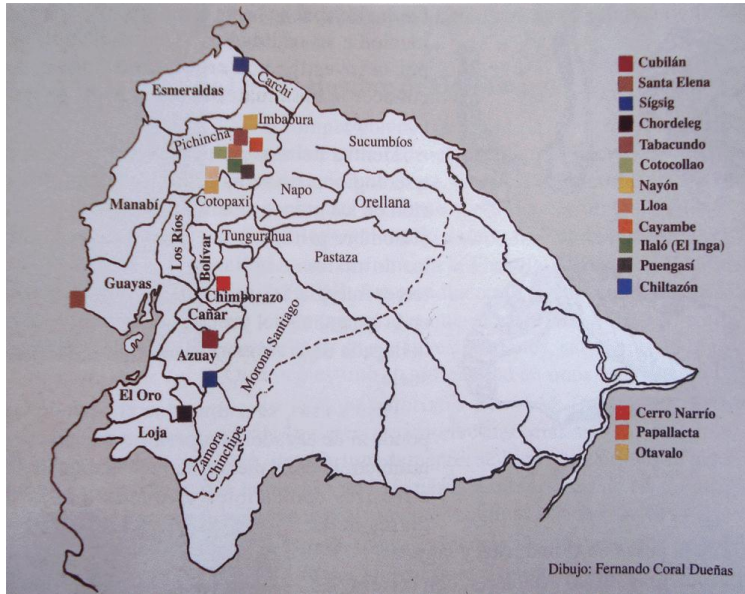 Esmeraldas
Carchi
Imbabura
Pichincha
Sucumbíos
Manabí
Cotopaxi
Napo
Orellana
Los Ríos
Bolívar
Tungurahua
Pastaza
Guayas
Chimborazo
Cañar
Azuay
Morona Santiago
El Oro
Loja
Zamora
Chinchipe
Cubilán
Santa Elena
Sígsig
Chordeleg
Tabacundo
Cotocollao
Nayón
Lloa
Cayambe
Ilaló (El Inga)
Puengasí
Chiltazón
Cerro Narrío
Papallacta
Otavalo
Dibujo: Fernando Coral Dueñas